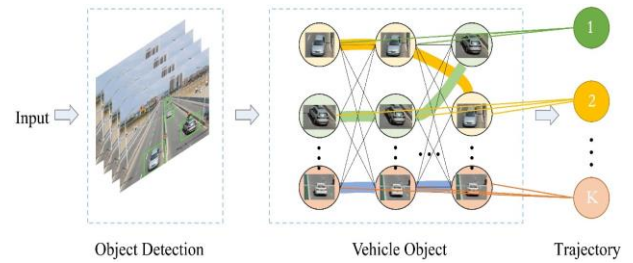 1
Input
2
K
Object Detection
Vehicle Object
Trajectory